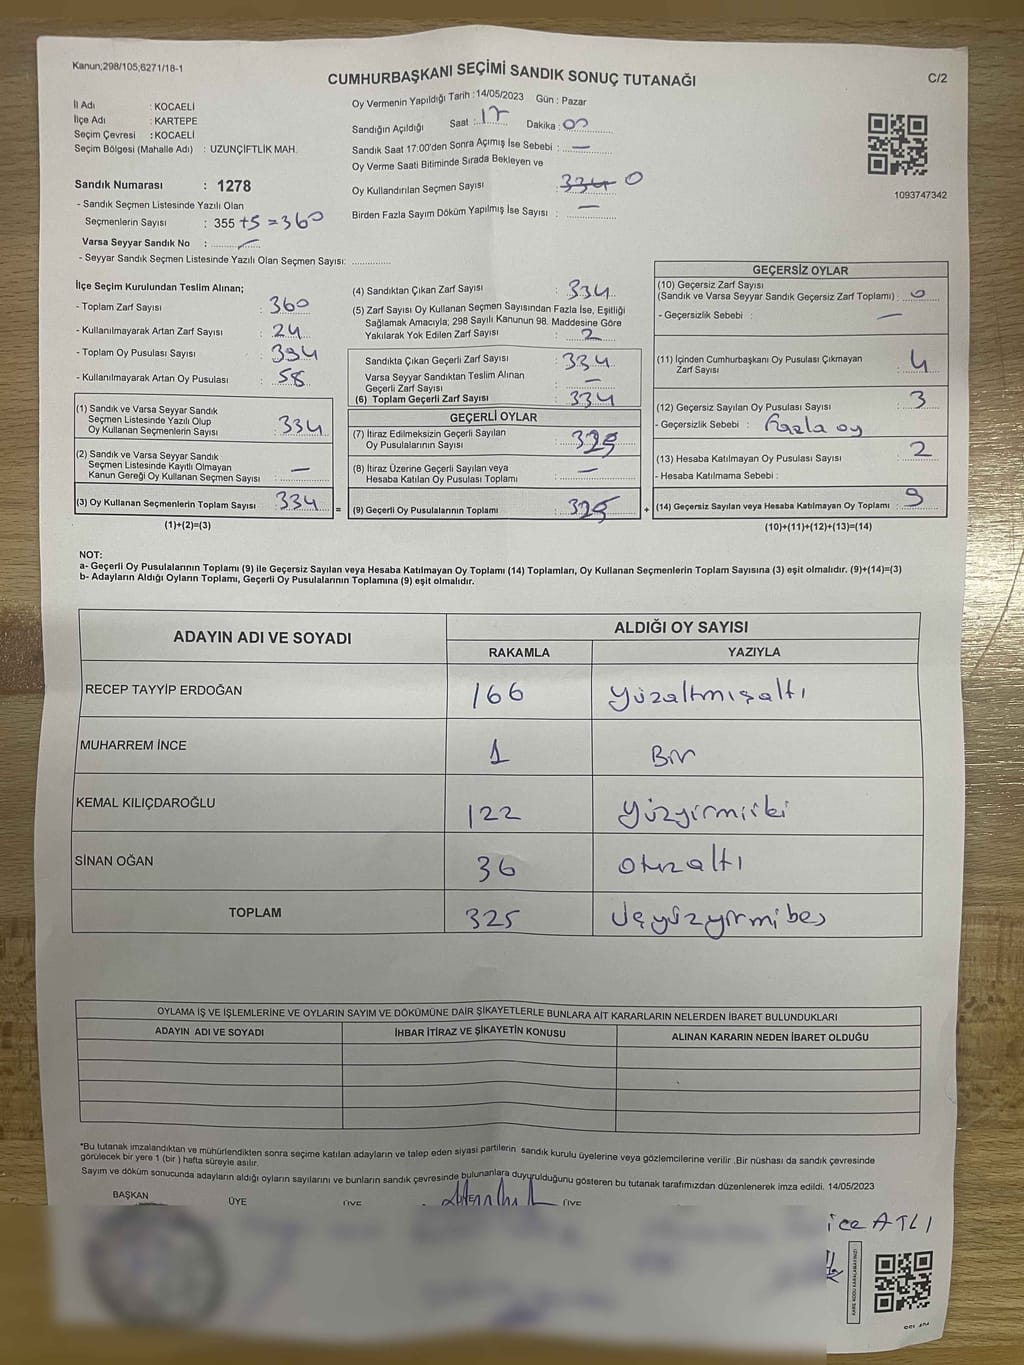 Kanun;298/105,6271/18-1
CUMHURBAŞKANI SEÇİMİ SANDIK SONUÇ TUTANAĞI
C/2
İl Adı : KOCAELİ
İlçe Adı : KARTEPE
Seçim Çevresi : KOCAELİ
Seçim Bölgesi (Mahalle Adı) : UZUNÇİFTLİK MAH.
Sandık Numarası : 1278
- Sandık Seçmen Listesinde Yazılı Olan
Seçmenlerin Sayısı : 355 +5 = 360
Varsa Seyyar Sandık No :
- Seyyar Sandık Seçmen Listesinde Yazılı Olan Seçmen Sayısı:
Oy Vermenin Yapıldığı Tarih : 14/05/2023 Gün : Pazar
Sandığın Açıldığı Saat : 17 Dakika : 00
Sandık Saat 17:00'den Sonra Açımış İse Sebebi : —
Oy Verme Saati Bitiminde Sırada Bekleyen ve
Oy Kullandırılan Seçmen Sayısı : 334 0
Birden Fazla Sayım Döküm Yapılmış İse Sayısı : —
1093747342
İlçe Seçim Kurulundan Teslim Alınan;
- Toplam Zarf Sayısı : 360
- Kullanılmayarak Artan Zarf Sayısı : 24
- Toplam Oy Pusulası Sayısı : 394
- Kullanılmayarak Artan Oy Pusulası : 58
(1) Sandık ve Varsa Seyyar Sandık
Seçmen Listesinde Yazılı Olup
Oy Kullanan Seçmenlerin Sayısı : 334
(2) Sandık ve Varsa Seyyar Sandık
Seçmen Listesinde Kayıtlı Olmayan
Kanun Gereği Oy Kullanan Seçmen Sayısı : —
(3) Oy Kullanan Seçmenlerin Toplam Sayısı : 334
(1)+(2)=(3)
(4) Sandıktan Çıkan Zarf Sayısı : 334
(5) Zarf Sayısı Oy Kullanan Seçmen Sayısından Fazla İse, Eşitliği
Sağlamak Amacıyla; 298 Sayılı Kanunun 98. Maddesine Göre
Yakılarak Yok Edilen Zarf Sayısı : 2
Sandıkta Çıkan Geçerli Zarf Sayısı : 334
Varsa Seyyar Sandıktan Teslim Alınan
Geçerli Zarf Sayısı : —
(6) Toplam Geçerli Zarf Sayısı : 334
GEÇERLİ OYLAR
(7) İtiraz Edilmeksizin Geçerli Sayılan
Oy Pusulasının Sayısı : 325
(8) İtiraz Üzerine Geçerli Sayılan veya
Hesaba Katılan Oy Pusulası Toplamı : —
= (9) Geçerli Oy Pusulalarının Toplamı : 325 +
GEÇERSİZ OYLAR
(10) Geçersiz Zarf Sayısı
(Sandık ve Varsa Seyyar Sandık Geçersiz Zarf Toplamı) : 0
- Geçersizlik Sebebi : —
(11) İçinden Cumhurbaşkanı Oy Pusulası Çıkmayan
Zarf Sayısı : 4
(12) Geçersiz Sayılan Oy Pusulası Sayısı : 3
- Geçersizlik Sebebi : Fazla oy
(13) Hesaba Katılmayan Oy Pusulası Sayısı : 2
- Hesaba Katılmama Sebebi :
(14) Geçersiz Sayılan veya Hesaba Katılmayan Oy Toplamı : 9
(10)+(11)+(12)+(13)=(14)
NOT:
a- Geçerli Oy Pusulalarının Toplamı (9) ile Geçersiz Sayılan veya Hesaba Katılmayan Oy Toplamı (14) Toplamları, Oy Kullanan Seçmenlerin Toplam Sayısına (3) eşit olmalıdır. (9)+(14)=(3)
b- Adayların Aldığı Oyların Toplamı, Geçerli Oy Pusulalarının Toplamına (9) eşit olmalıdır.
ADAYIN ADI VE SOYADI ALDIĞI OY SAYISI
RAKAMLA YAZIYLA
RECEP TAYYİP ERDOĞAN 166 Yüzaltmışaltı
MUHARREM İNCE 1 Bir
KEMAL KILIÇDAROĞLU 122 Yüzyirmiiki
SİNAN OĞAN 36 Otuzaltı
TOPLAM 325 Üçyüzyirmibeş
OYLAMA İŞ VE İŞLEMLERİNE VE OYLARIN SAYIM VE DÖKÜMÜNE DAİR ŞİKAYETLERLE BUNLARA AİT KARARLARIN NELERDEN İBARET BULUNDUKLARI
ADAYIN ADI VE SOYADI İHBAR İTİRAZ VE ŞİKAYETİN KONUSU ALINAN KARARIN NEDEN İBARET OLDUĞU
*Bu tutanak imzalandıktan ve mühürlendikten sonra seçime katılan adayların ve talep eden siyasi partilerin sandık kurulu üyelerine veya gözlemcilerine verilir .Bir nüshası da sandık çevresinde
görülecek bir yere 1 (bir ) hafta süreyle asılır.
Sayım ve döküm sonucunda adayların aldığı oyların sayılarını ve bunların sandık çevresinde bulunanlara duyurulduğunu gösteren bu tutanak tarafımızdan düzenlenerek imza edildi. 14/05/2023
BAŞKAN ÜYE ÜYE ÜYE
ice ATLI